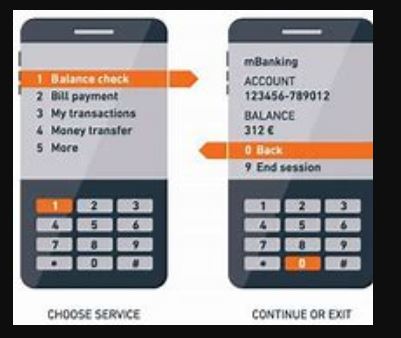 1 Balance check
2 Bill payment
3 My transactions
4 Money transfer
5 More
1 2 3
4 5 6
7 8 9
* 0 #
CHOOSE SERVICE
mBanking
ACCOUNT
123456-789012
BALANCE
312 €
0 Back
9 End session
1 2 3
4 5 6
7 8 9
* 0 #
CONTINUE OR EXIT